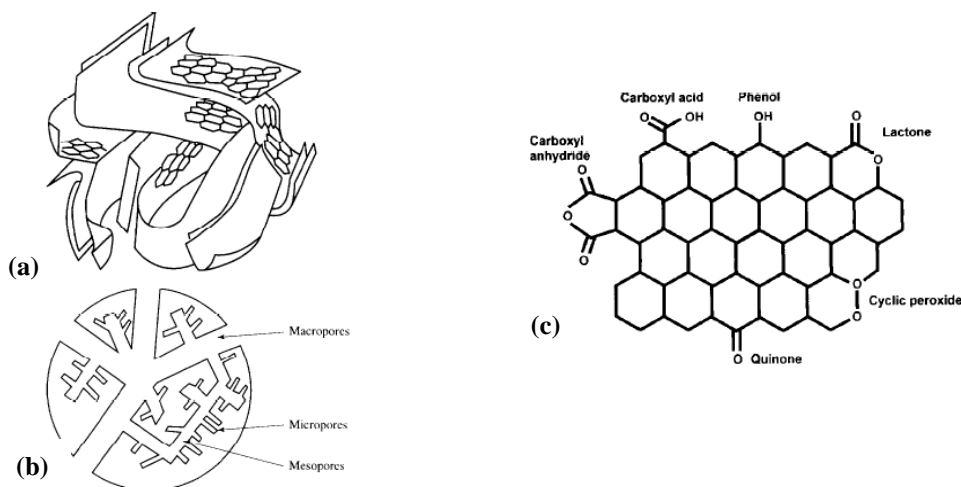 (a)
Macropores
Micropores
Mesopores
(b)
Carboxyl acid
Phenol
O
OH
OH
O
Lactone
Carboxyl
anhydride
O
O
O
O
O
O
Cyclic peroxide
(c)
O
Quinone